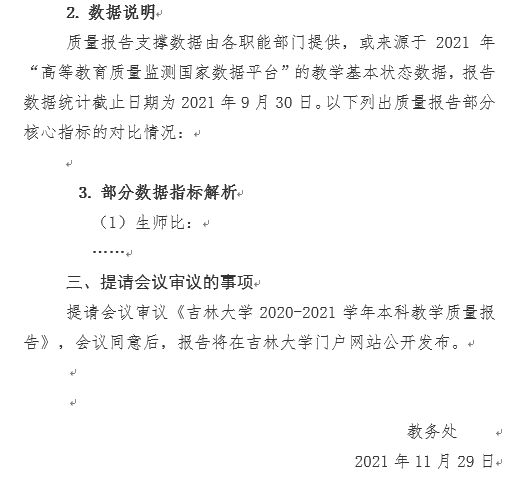 2. 数据说明
质量报告支撑数据由各职能部门提供，或来源于 2021 年
“高等教育质量监测国家数据平台”的教学基本状态数据，报告
数据统计截止日期为 2021 年 9 月 30 日。以下列出质量报告部分
核心指标的对比情况：
3. 部分数据指标解析
（1）生师比：
……
三、提请会议审议的事项
提请会议审议《吉林大学 2020-2021 学年本科教学质量报
告》，会议同意后，报告将在吉林大学门户网站公开发布。
教务处
2021 年 11 月 29 日